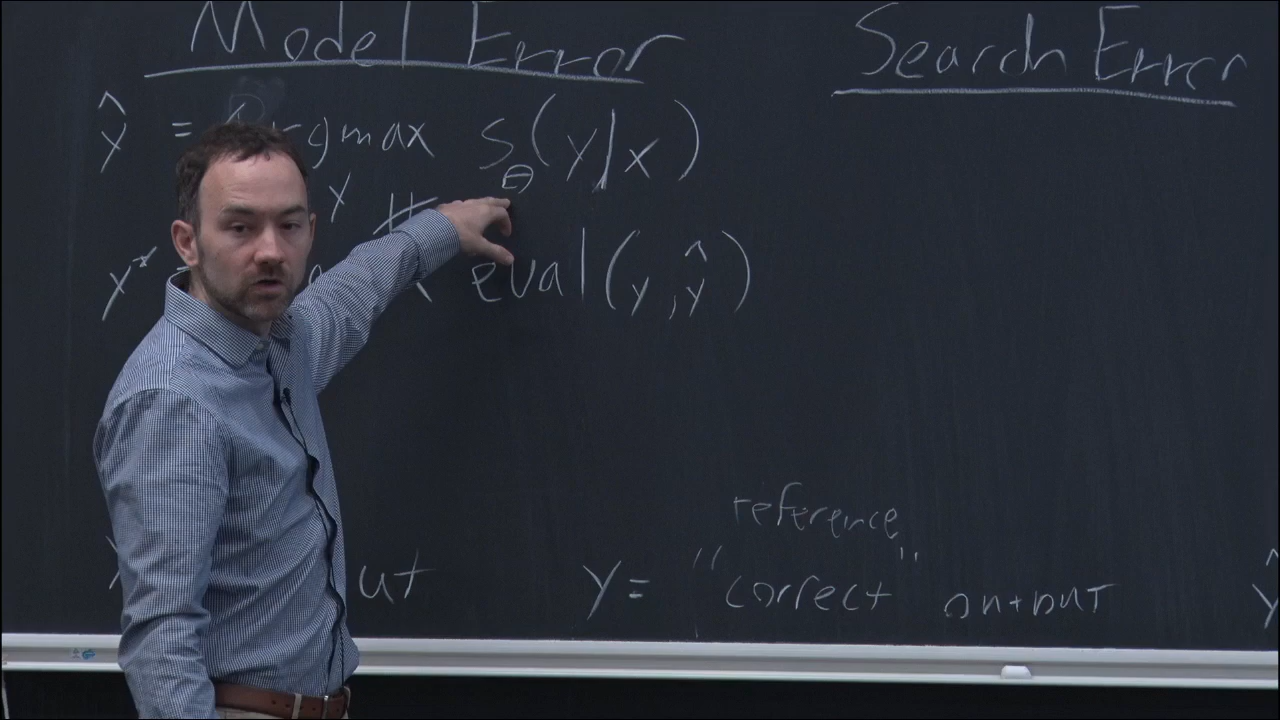 Model Error
Search Error
ŷ = argmax S_θ(y|x)
y
y* = eval(y, ŷ)
reference
ut
y = "correct" output
ŷ